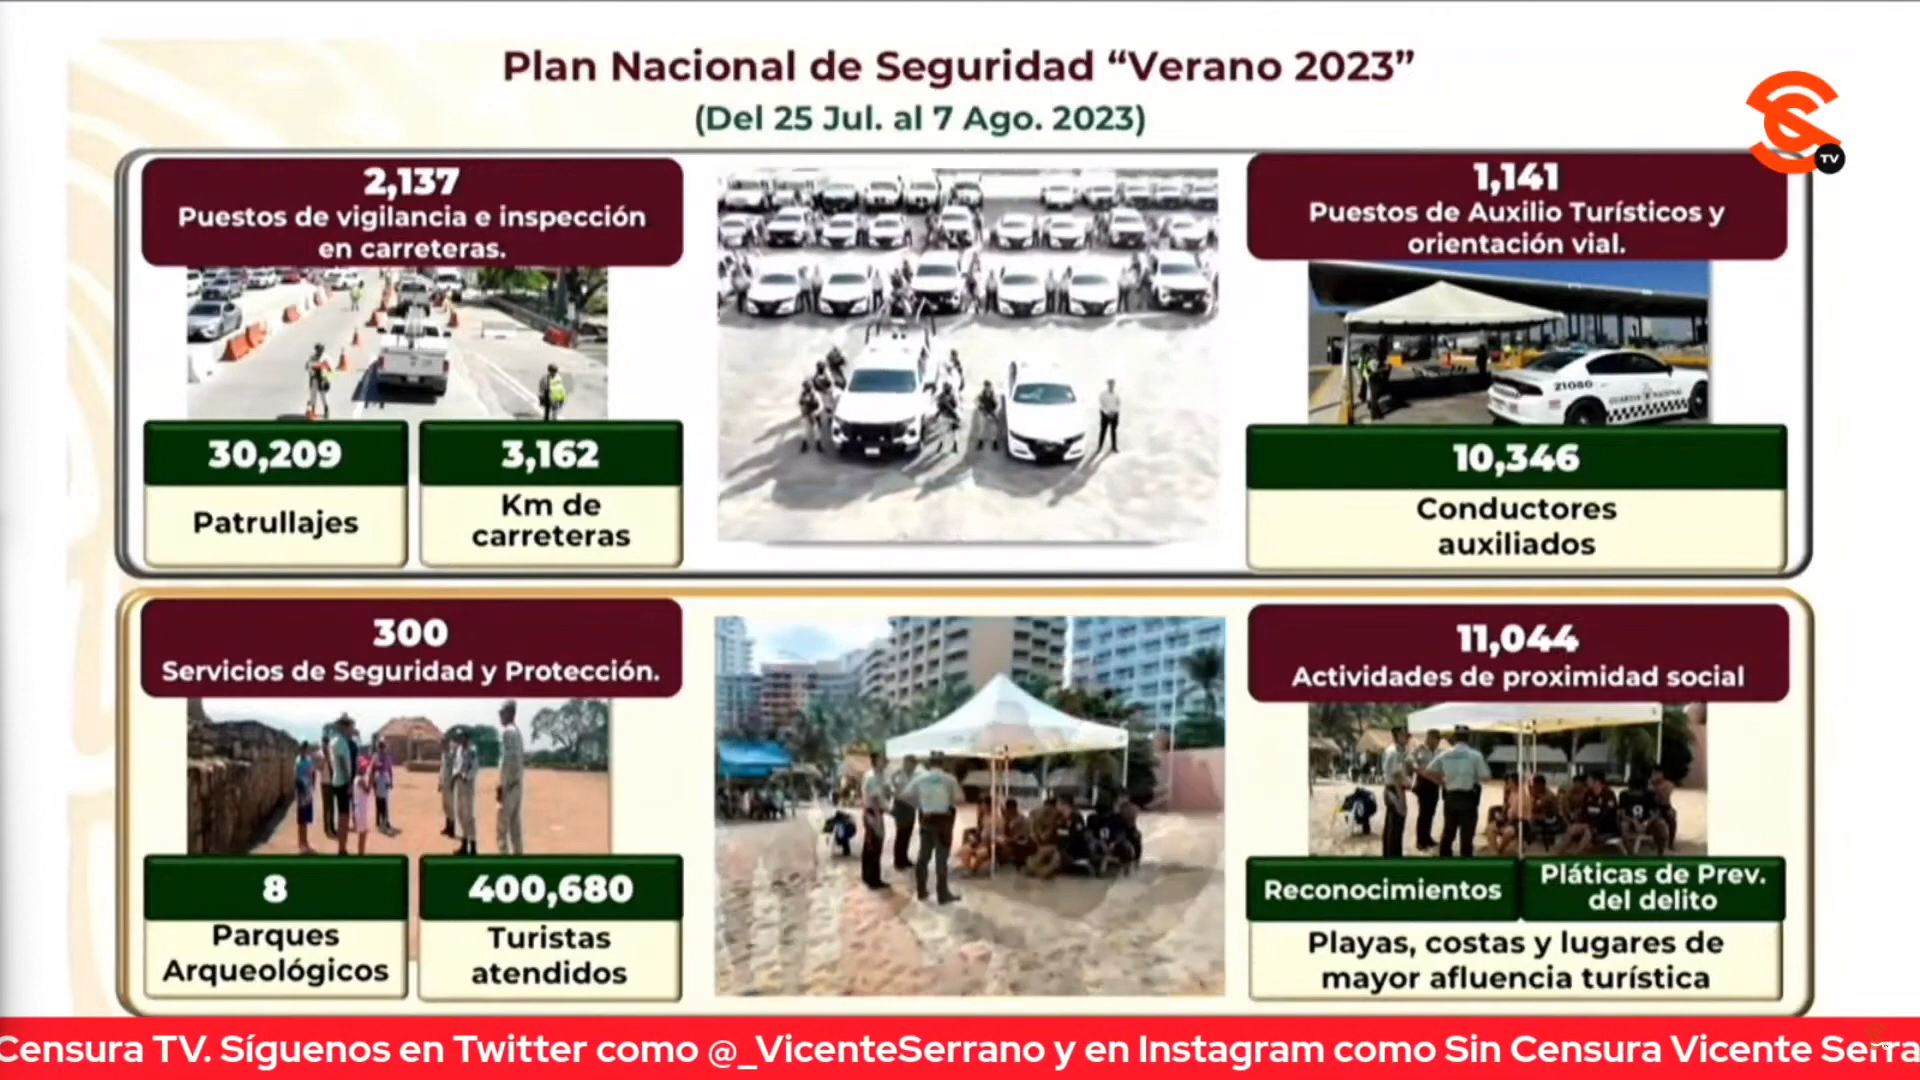 Plan Nacional de Seguridad “Verano 2023”
(Del 25 Jul. al 7 Ago. 2023)
TV
2,137
Puestos de vigilancia e inspección
en carreteras.
30,209
Patrullajes
3,162
Km de
carreteras
1,141
Puestos de Auxilio Turísticos y
orientación vial.
21080
GUARDIA NACIONAL
10,346
Conductores
auxiliados
300
Servicios de Seguridad y Protección.
8
Parques
Arqueológicos
400,680
Turistas
atendidos
11,044
Actividades de proximidad social
Reconocimientos
Pláticas de Prev.
del delito
Playas, costas y lugares de
mayor afluencia turística
Censura TV. Síguenos en Twitter como @_VicenteSerrano y en Instagram como Sin Censura Vicente Serra